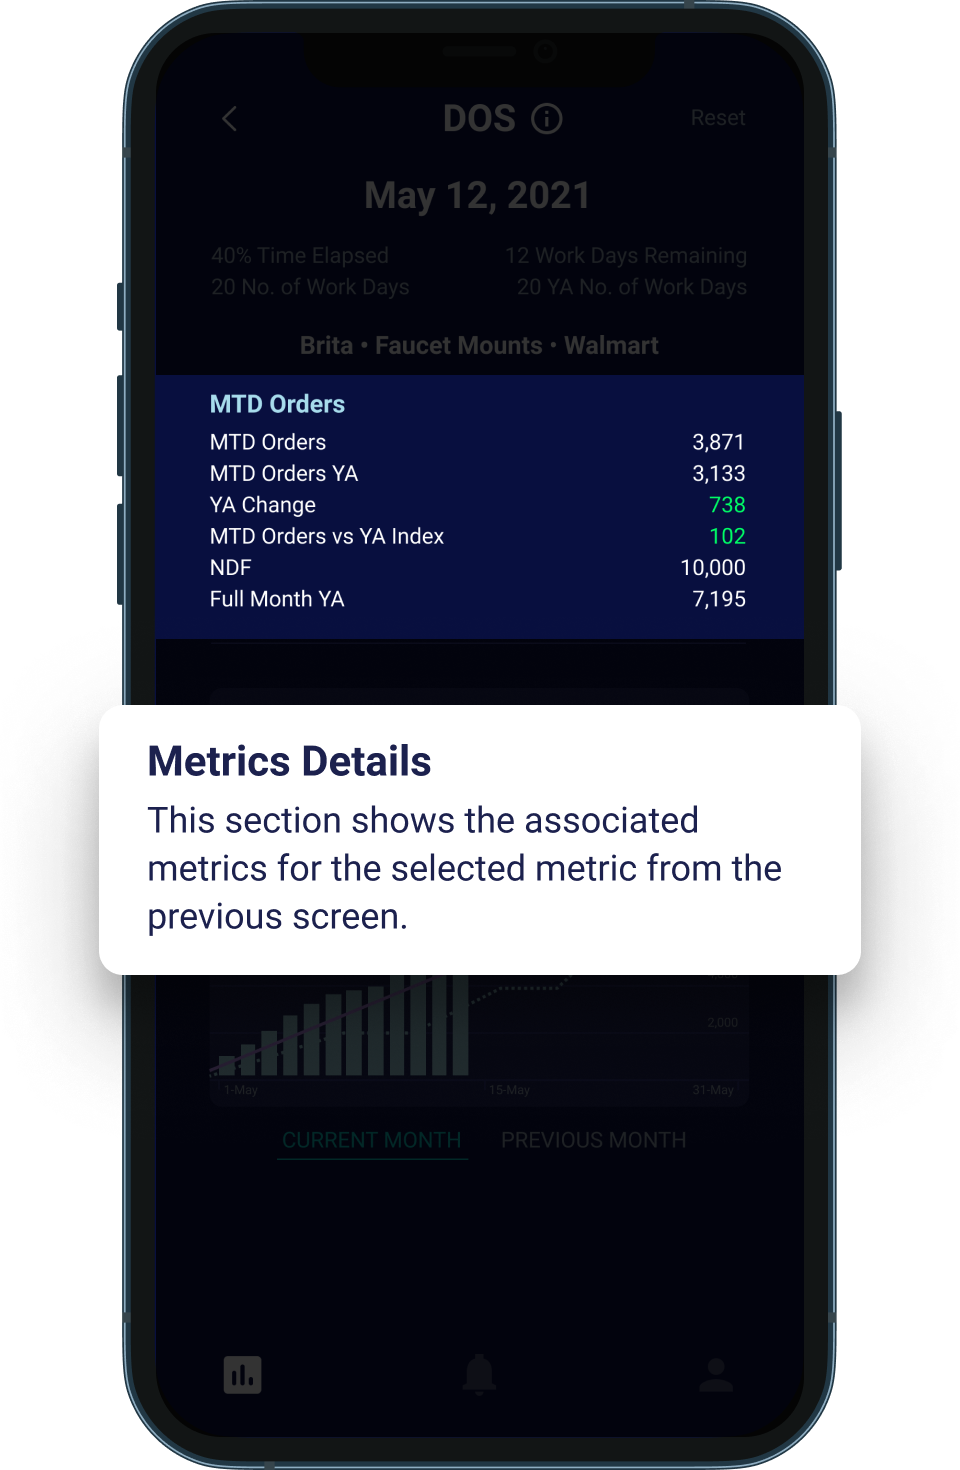 DOS
Reset
May 12, 2021
40% Time Elapsed 12 Work Days Remaining
20 No. of Work Days 20 YA No. of Work Days
Brita • Faucet Mounts • Walmart
MTD Orders
MTD Orders 3,871
MTD Orders YA 3,133
YA Change 738
MTD Orders vs YA Index 102
NDF 10,000
Full Month YA 7,195
Metrics Details
This section shows the associated
metrics for the selected metric from the
previous screen.
2,000
1-May 15-May 31-May
CURRENT MONTH PREVIOUS MONTH